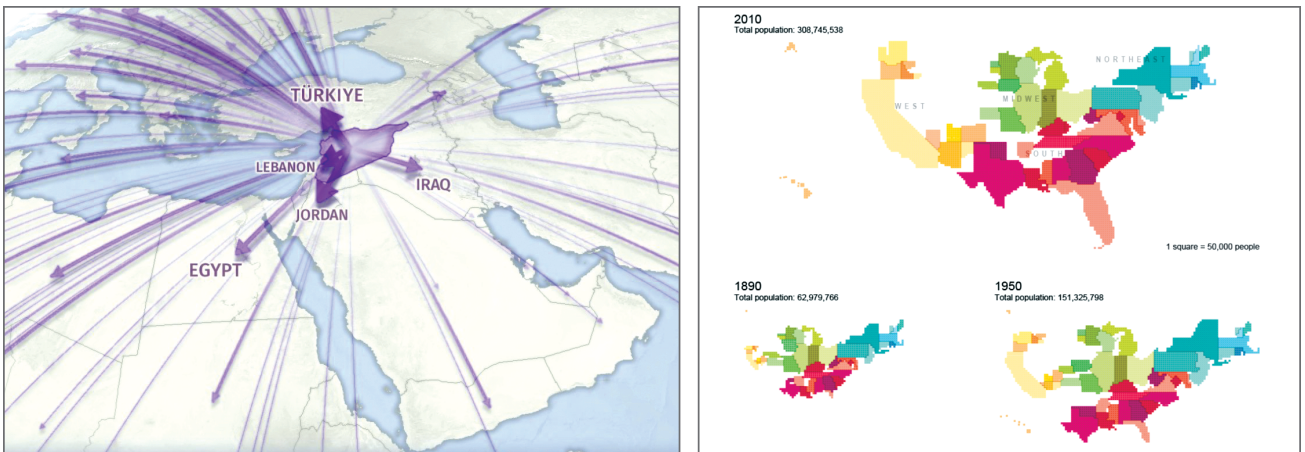 TÜRKIYE
LEBANON
IRAQ
JORDAN
EGYPT
2010
Total population: 308,745,538
NORTHEAST
MIDWEST
WEST
SOUTH
1 square = 50,000 people
1890
Total population: 62,979,766
1950
Total population: 151,325,798